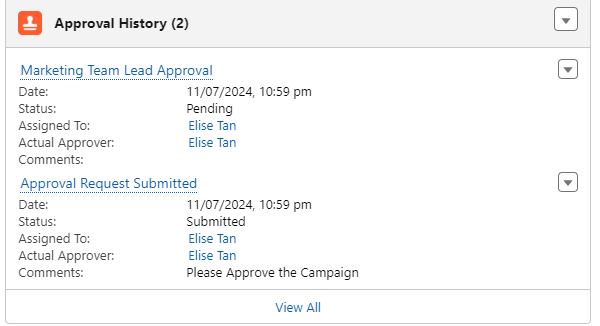 Approval History (2)
Marketing Team Lead Approval
Date: 11/07/2024, 10:59 pm
Status: Pending
Assigned To: Elise Tan
Actual Approver: Elise Tan
Comments:
Approval Request Submitted
Date: 11/07/2024, 10:59 pm
Status: Submitted
Assigned To: Elise Tan
Actual Approver: Elise Tan
Comments: Please Approve the Campaign
View All